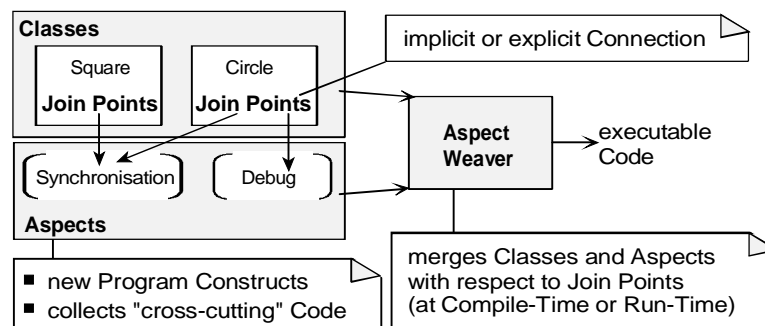 Classes
Square
Join Points
Circle
Join Points
implicit or explicit Connection
Synchronisation
Debug
Aspects
Aspect
Weaver
executable
Code
■ new Program Constructs
■ collects "cross-cutting" Code
merges Classes and Aspects
with respect to Join Points
(at Compile-Time or Run-Time)